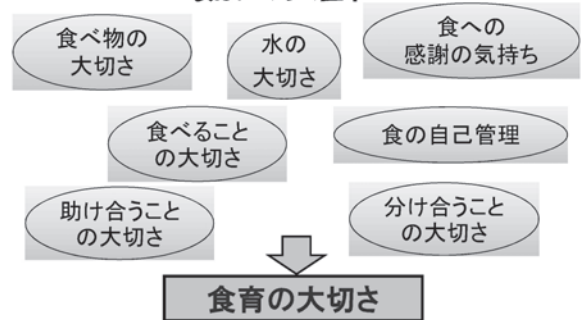 食べ物の
大切さ
水の
大切さ
食への
感謝の気持ち
食べること
の大切さ
食の自己管理
助け合うこと
の大切さ
分け合うこと
の大切さ
食育の大切さ